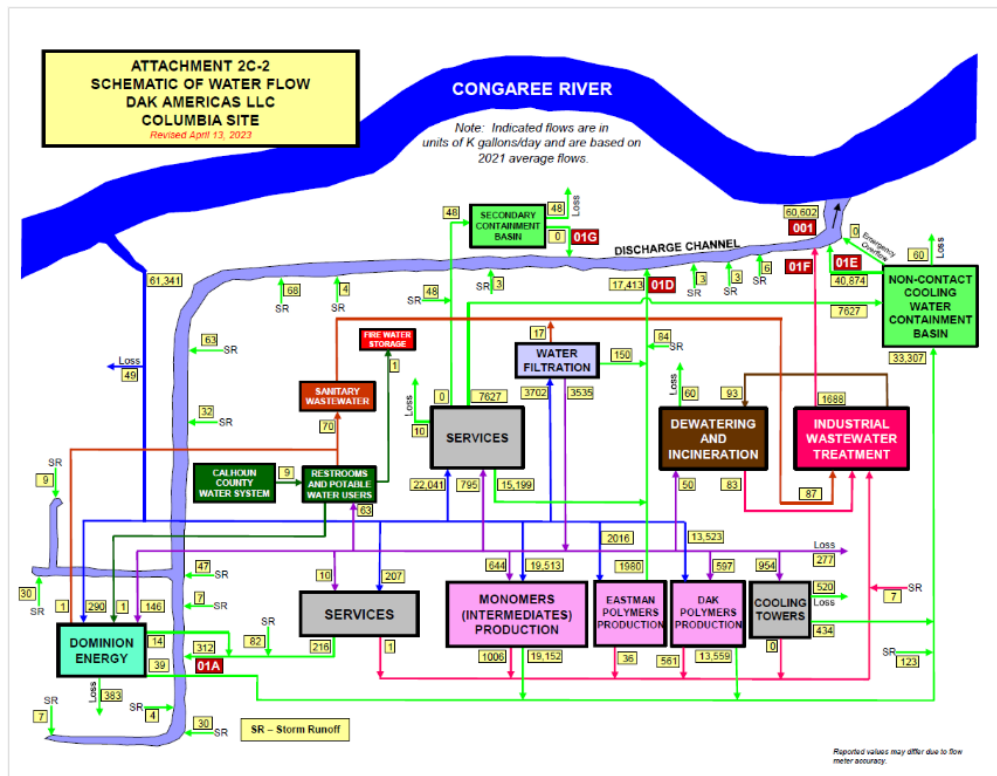 ATTACHMENT 2C-2
SCHEMATIC OF WATER FLOW
DAK AMERICAS LLC
COLUMBIA SITE
Revised April 13, 2023
CONGAREE RIVER
Note: Indicated flows are in
units of K gallons/day and are based on
2021 average flows.
48
SECONDARY
CONTAINMENT
BASIN
48
Loss
0
01G
60,602
001
0
Emergency
Overflow
60
Loss
DISCHARGE CHANNEL
61,341
68
SR
4
SR
48
SR
3
SR
17,413
01D
3
SR
3
SR
6
SR
01F
01E
40,874
7627
NON-CONTACT
COOLING
WATER
CONTAINMENT
BASIN
33,307
63
SR
Loss
49
FIRE WATER
STORAGE
1
17
WATER
FILTRATION
150
84
SR
SANITARY
WASTEWATER
70
Loss
10
0
7627
3702
3535
Loss
60
93
1688
32
SR
SERVICES
DEWATERING
AND
INCINERATION
INDUSTRIAL
WASTEWATER
TREATMENT
SR
9
CALHOUN
COUNTY
WATER SYSTEM
9
RESTROOMS
AND POTABLE
WATER USERS
63
22,041
795
15,199
50
83
87
2016
13,523
Loss
277
47
SR
30
SR
7
SR
1
290
1
146
10
207
644
19,513
1980
597
954
520
Loss
SR
7
DOMINION
ENERGY
14
312
39
01A
82
SR
SERVICES
216
1
MONOMERS
(INTERMEDIATES)
PRODUCTION
EASTMAN
POLYMERS
PRODUCTION
DAK
POLYMERS
PRODUCTION
COOLING
TOWERS
434
1006
19,152
36
561
13,559
0
SR
123
Loss
383
SR
7
SR
4
30
SR
SR – Storm Runoff
Reported values may differ due to flow
meter accuracy.